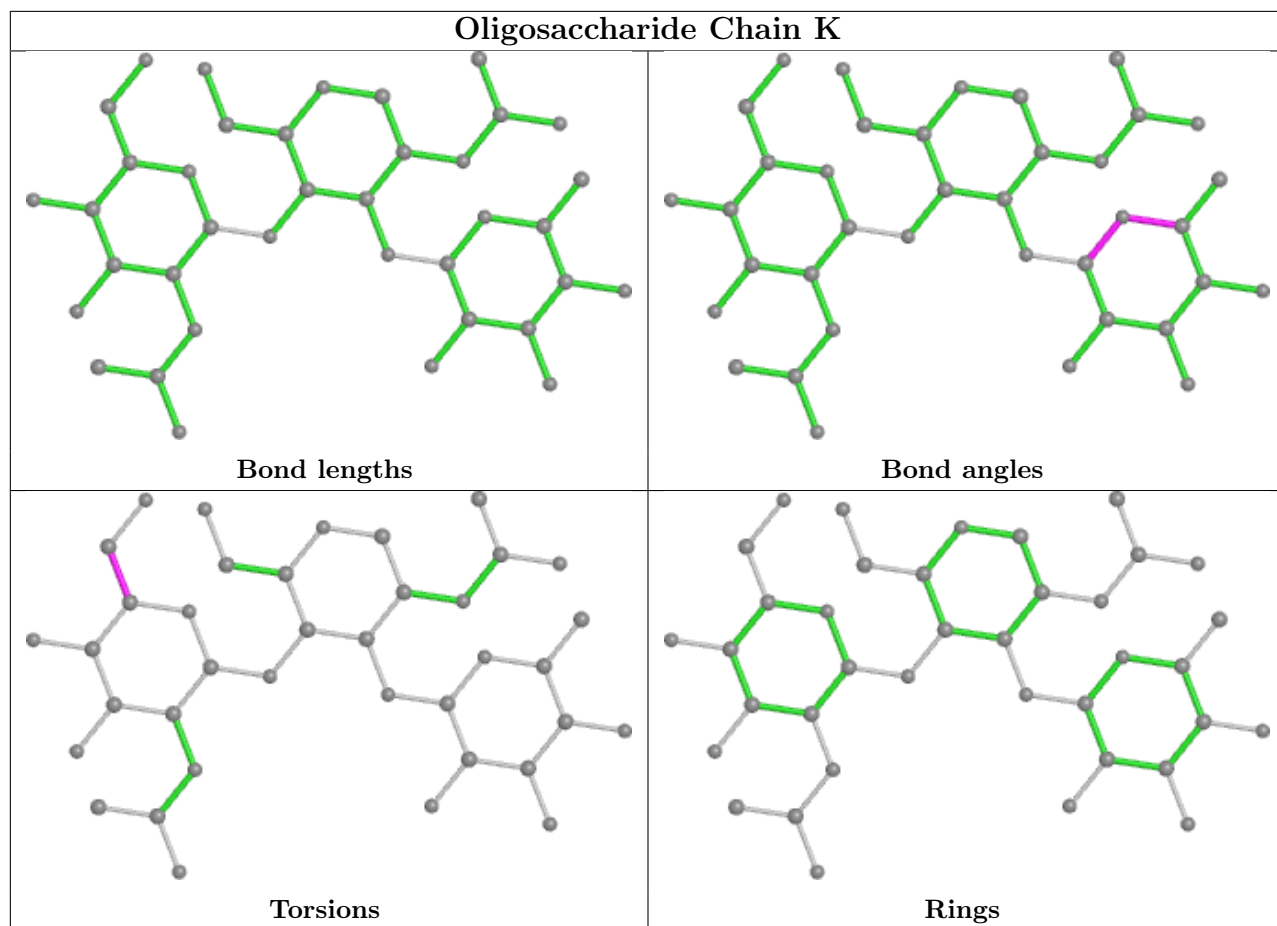 Oligosaccharide Chain K
Bond lengths
Bond angles
Torsions
Rings